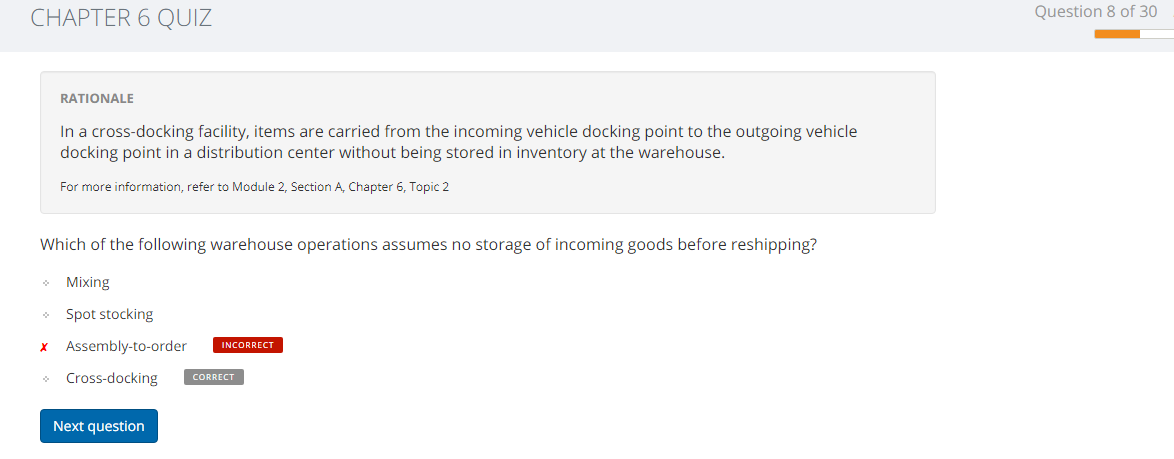 CHAPTER 6 QUIZ
Question 8 of 30
RATIONALE
In a cross-docking facility, items are carried from the incoming vehicle docking point to the outgoing vehicle
docking point in a distribution center without being stored in inventory at the warehouse.
For more information, refer to Module 2, Section A, Chapter 6, Topic 2
Which of the following warehouse operations assumes no storage of incoming goods before reshipping?
Mixing
Spot stocking
✗ Assembly-to-order INCORRECT
Cross-docking CORRECT
Next question